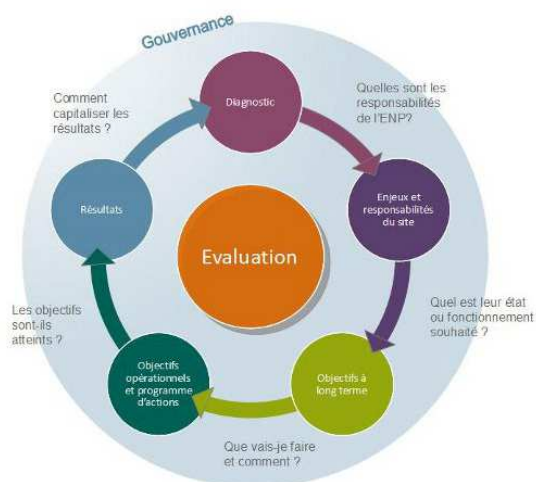 Gouvernance
Diagnostic
Quelles sont les
responsabilités
de l'ENP?
Enjeux et
responsabilités
du site
Quel est leur état
ou fonctionnement
souhaité ?
Objectifs à
long terme
Que vais-je faire
et comment ?
Objectifs
opérationnels
et programme
d'actions
Les objectifs
sont-ils
atteints ?
Résultats
Comment
capitaliser les
résultats ?
Evaluation